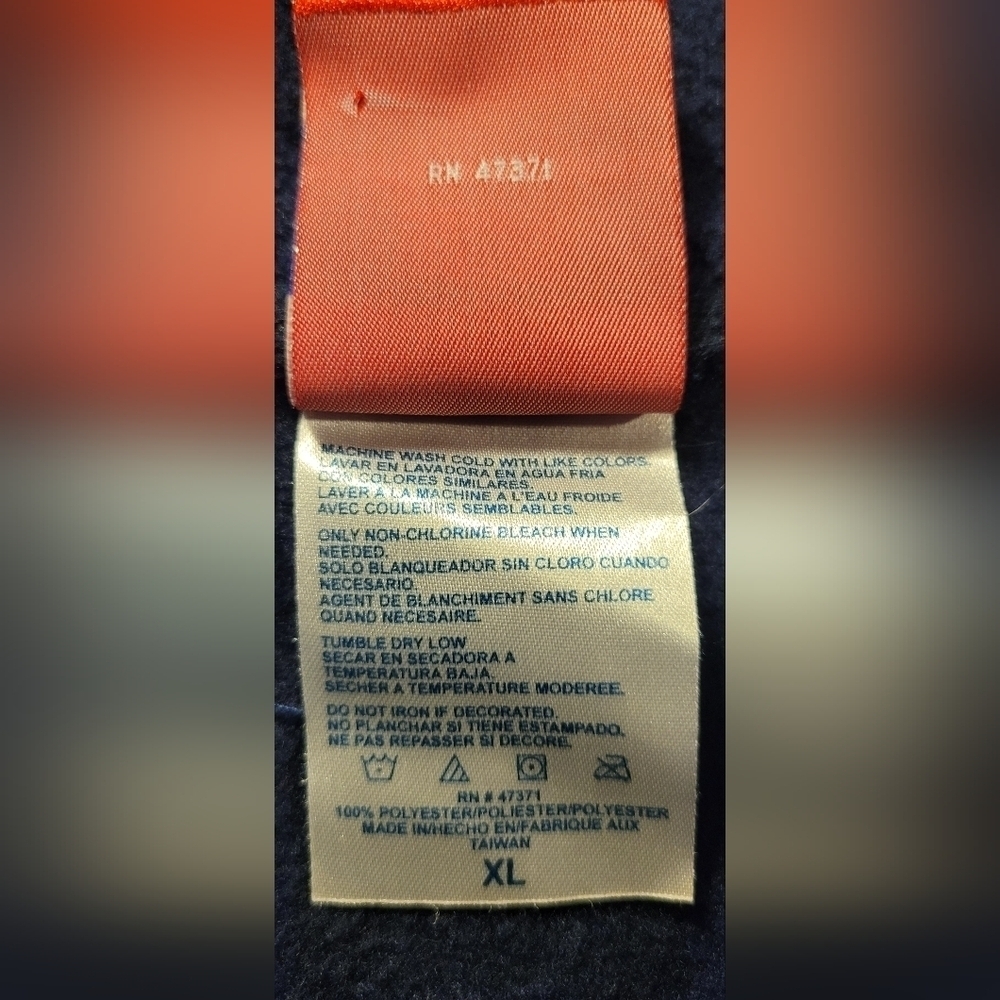 RN 47371
MACHINE WASH COLD WITH LIKE COLORS.
LAVAR EN LAVADORA EN AGUA FRIA
CON COLORES SIMILARES.
LAVER A LA MACHINE A L'EAU FROIDE
AVEC COULEURS SEMBLABLES.
ONLY NON-CHLORINE BLEACH WHEN
NEEDED.
SOLO BLANQUEADOR SIN CLORO CUANDO
NECESARIO
AGENT DE BLANCHIMENT SANS CHLORE
QUAND NECESAIRE.
TUMBLE DRY LOW
SECAR EN SECADORA A
TEMPERATURA BAJA.
SECHER A TEMPERATURE MODEREE.
DO NOT IRON IF DECORATED.
NO PLANCHAR SI TIENE ESTAMPADO.
NE PAS REPASSER SI DECORE.
RN # 47371
100% POLYESTER/POLIESTER/POLYESTER
MADE IN/HECHO EN/FABRIQUE AUX
TAIWAN
XL